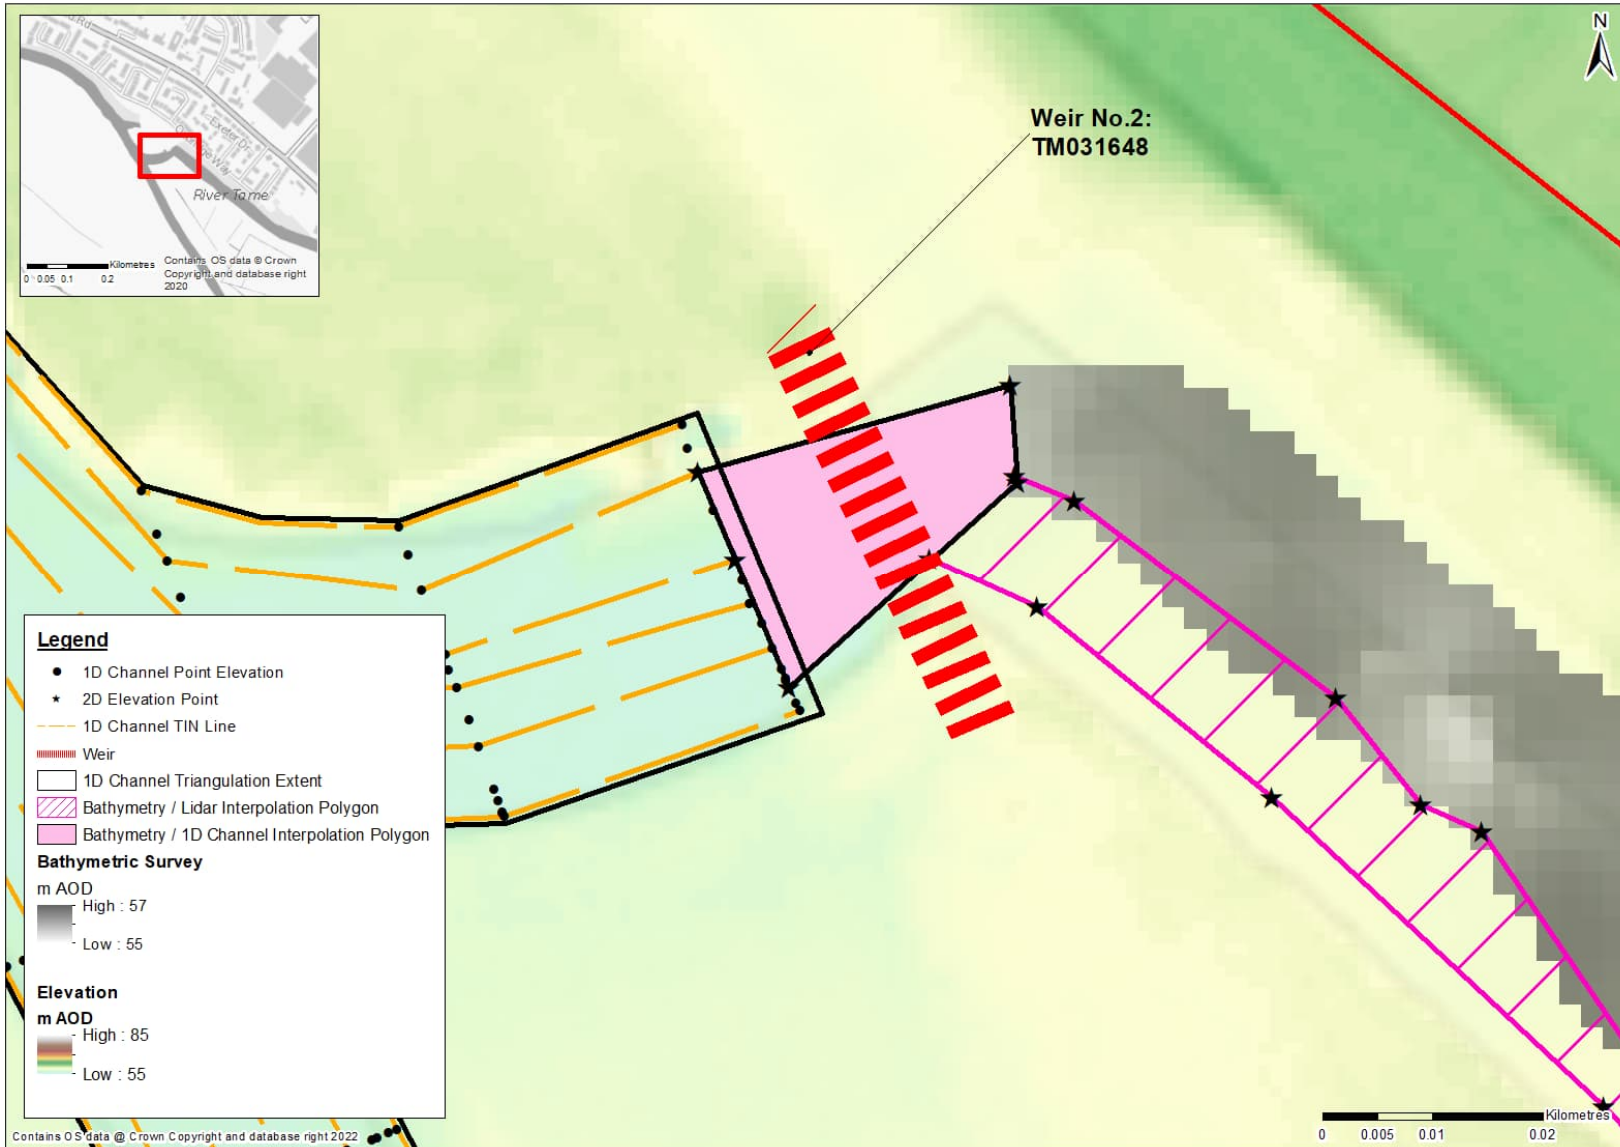 N
Weir No.2:
TM031648
Exeter Dr
River Tame
Kilometres
0 0.05 0.1 0.2
Contains OS data © Crown
Copyright and database right
2020
Legend
1D Channel Point Elevation
2D Elevation Point
1D Channel TIN Line
Weir
1D Channel Triangulation Extent
Bathymetry / Lidar Interpolation Polygon
Bathymetry / 1D Channel Interpolation Polygon
Bathymetric Survey
m AOD
High : 57
Low : 55
Elevation
m AOD
High : 85
Low : 55
Kilometres
0 0.005 0.01 0.02
Contains OS data @ Crown Copyright and database right 2022